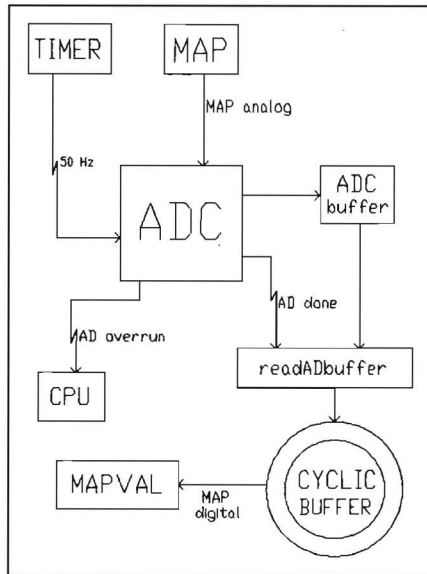 TIMER
MAP
MAP analog
50 Hz
ADC
ADC
buffer
AD done
AD overrun
readADbuffer
CPU
CYCLIC
BUFFER
MAPVAL
MAP
digital